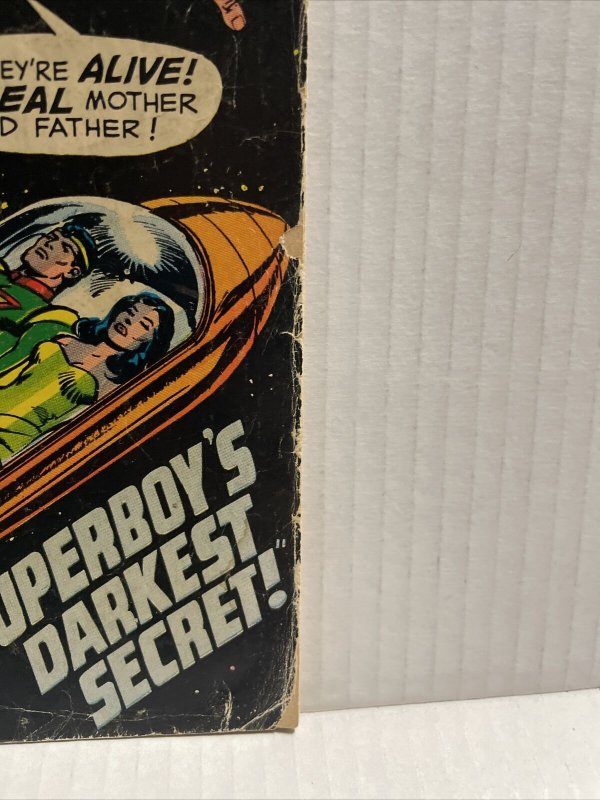 EY'RE ALIVE!
EAL MOTHER
D FATHER!
UPERBOY'S
DARKEST
SECRET!"